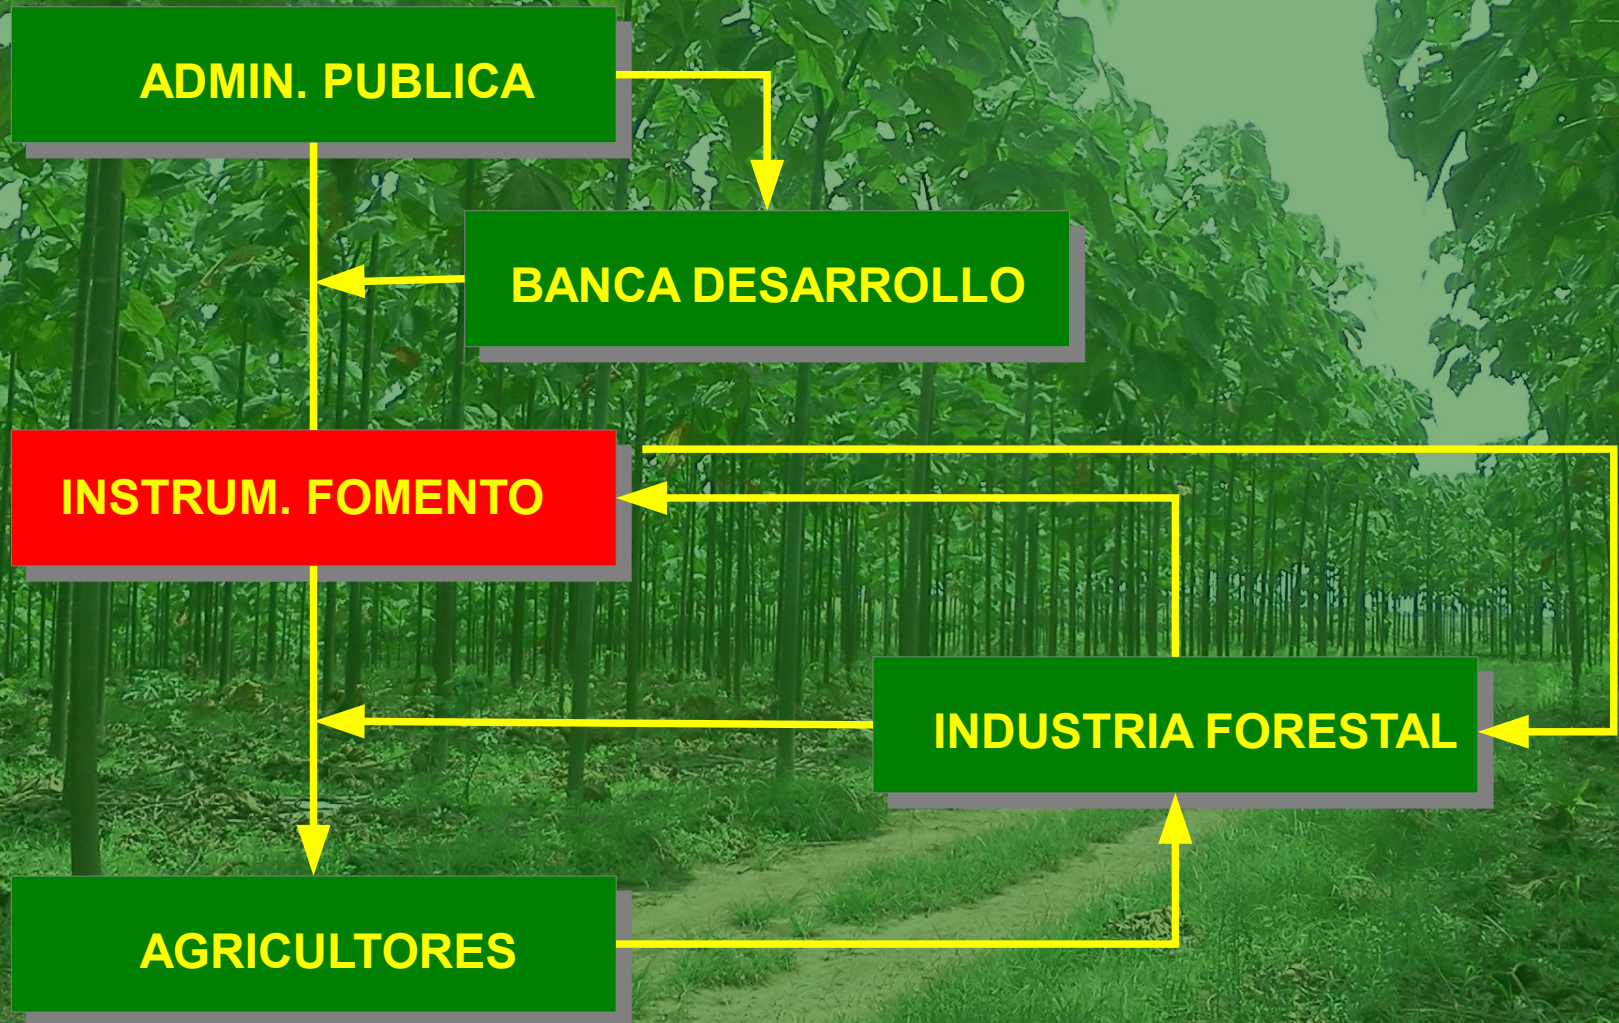 ADMIN. PUBLICA
BANCA DESARROLLO
INSTRUM. FOMENTO
INDUSTRIA FORESTAL
AGRICULTORES